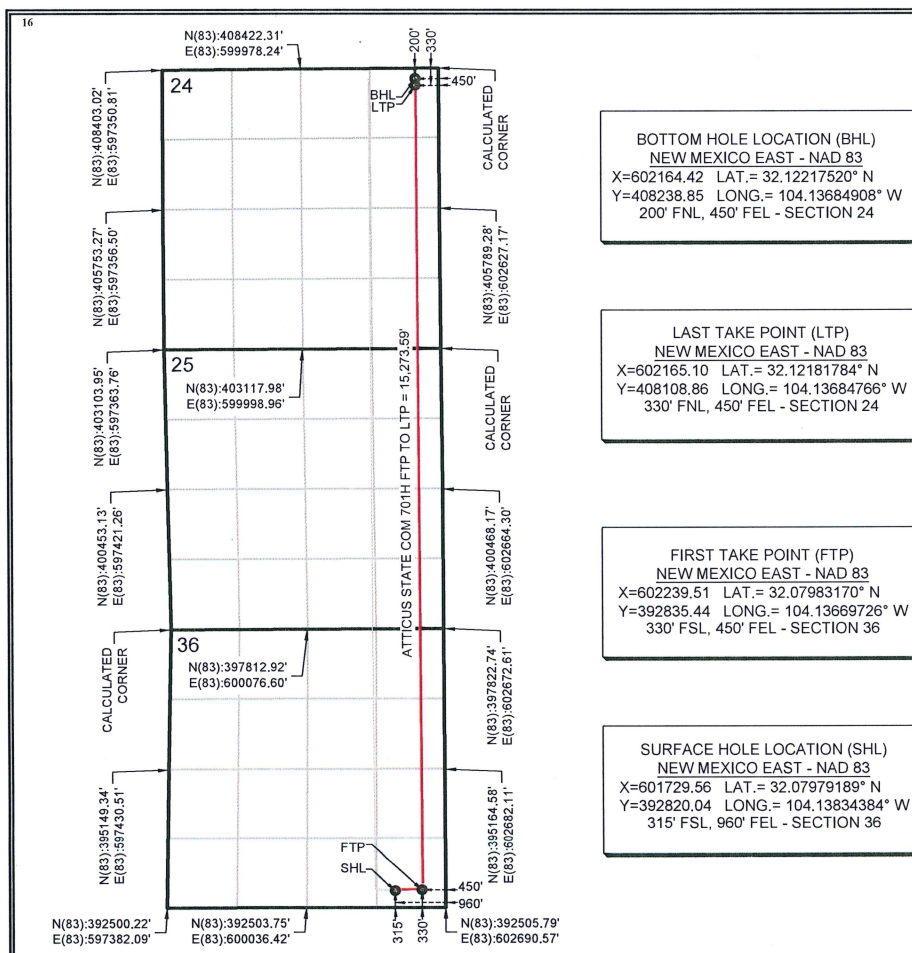 16
N(83):408422.31'
E(83):599978.24'
200'
330'
450'
24
BHL
LTP
N(83):408403.02'
E(83):597350.81'
CALCULATED
CORNER
N(83):405753.27'
E(83):597356.50'
N(83):405789.28'
E(83):602627.17'
25
N(83):403117.98'
E(83):599998.96'
N(83):403103.95'
E(83):597363.76'
CALCULATED
CORNER
ATTICUS STATE COM 701H FTP TO LTP = 15,273.59'
N(83):400453.13'
E(83):597421.26'
N(83):400468.17'
E(83):602664.30'
36
N(83):397812.92'
E(83):600076.60'
CALCULATED
CORNER
N(83):397822.74'
E(83):602672.61'
N(83):395149.34'
E(83):597430.51'
N(83):395164.58'
E(83):602682.11'
FTP
SHL
450'
960'
315'
330'
N(83):392500.22'
E(83):597382.09'
N(83):392503.75'
E(83):600036.42'
N(83):392505.79'
E(83):602690.57'
BOTTOM HOLE LOCATION (BHL)
NEW MEXICO EAST - NAD 83
X=602164.42 LAT.= 32.12217520° N
Y=408238.85 LONG.= 104.13684908° W
200' FNL, 450' FEL - SECTION 24
LAST TAKE POINT (LTP)
NEW MEXICO EAST - NAD 83
X=602165.10 LAT.= 32.12181784° N
Y=408108.86 LONG.= 104.13684766° W
330' FNL, 450' FEL - SECTION 24
FIRST TAKE POINT (FTP)
NEW MEXICO EAST - NAD 83
X=602239.51 LAT.= 32.07983170° N
Y=392835.44 LONG.= 104.13669726° W
330' FSL, 450' FEL - SECTION 36
SURFACE HOLE LOCATION (SHL)
NEW MEXICO EAST - NAD 83
X=601729.56 LAT.= 32.07979189° N
Y=392820.04 LONG.= 104.13834384° W
315' FSL, 960' FEL - SECTION 36